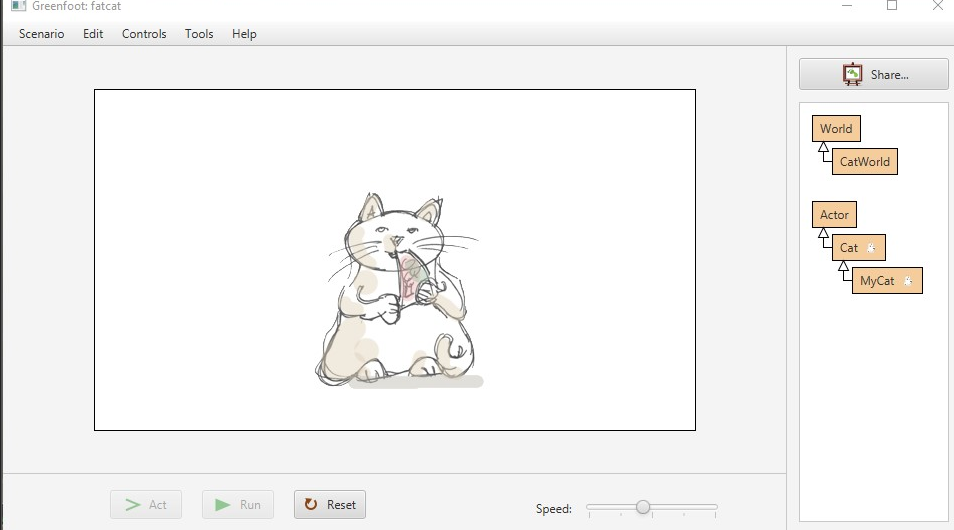 Greenfoot: fatcat
Scenario Edit Controls Tools Help
Share...
World
CatWorld
Actor
Cat
MyCat
Act Run Reset Speed: